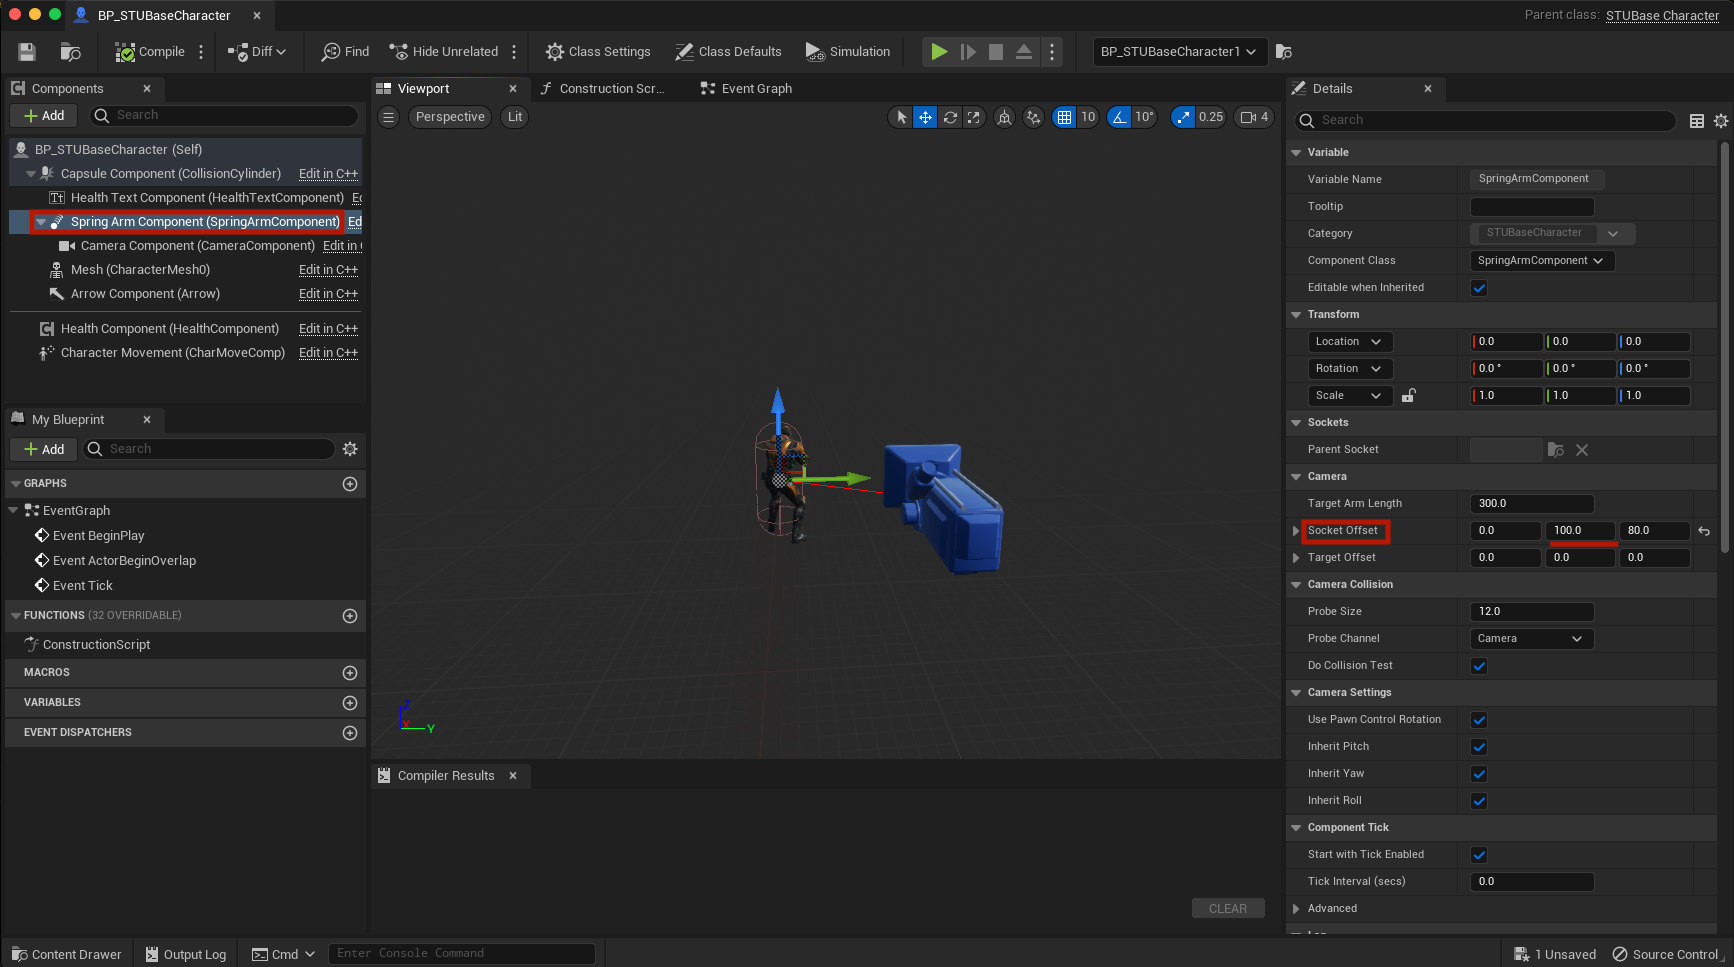 BP_STUBaseCharacter
Parent class: STUBase Character
Compile
Diff
Find
Hide Unrelated
Class Settings
Class Defaults
Simulation
BP_STUBaseCharacter1
Components
Add
Search
BP_STUBaseCharacter (Self)
Capsule Component (CollisionCylinder) Edit in C++
Health Text Component (HealthTextComponent)
Spring Arm Component (SpringArmComponent) Ed
Camera Component (CameraComponent) Edit in
Mesh (CharacterMesh0) Edit in C++
Arrow Component (Arrow) Edit in C++
Health Component (HealthComponent) Edit in C++
Character Movement (CharMoveComp) Edit in C++
My Blueprint
Add
Search
GRAPHS
EventGraph
Event BeginPlay
Event ActorBeginOverlap
Event Tick
FUNCTIONS (32 OVERRIDABLE)
ConstructionScript
MACROS
VARIABLES
EVENT DISPATCHERS
Viewport
Construction Scr...
Event Graph
Perspective
Lit
10
10°
0.25
4
Z
X
Y
Compiler Results
CLEAR
Details
Search
Variable
Variable Name SpringArmComponent
Tooltip
Category STUBaseCharacter
Component Class SpringArmComponent
Editable when Inherited
Transform
Location 0.0 0.0 0.0
Rotation 0.0 ° 0.0 ° 0.0 °
Scale 1.0 1.0 1.0
Sockets
Parent Socket
Camera
Target Arm Length 300.0
Socket Offset 0.0 100.0 80.0
Target Offset 0.0 0.0 0.0
Camera Collision
Probe Size 12.0
Probe Channel Camera
Do Collision Test
Camera Settings
Use Pawn Control Rotation
Inherit Pitch
Inherit Yaw
Inherit Roll
Component Tick
Start with Tick Enabled
Tick Interval (secs) 0.0
Advanced
Content Drawer
Output Log
Cmd
Enter Console Command
1 Unsaved
Source Control